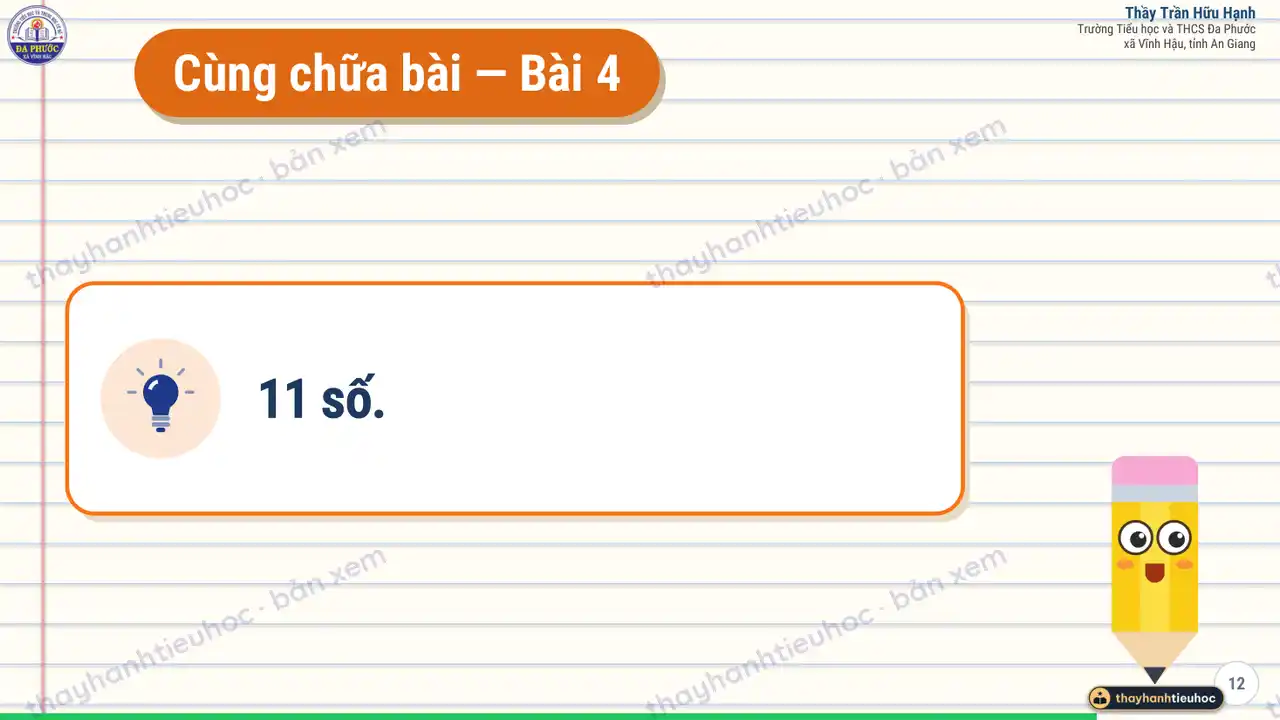 Thầy Trần Hữu Hạnh
Trường Tiểu học và THCS Đa Phước
xã Vĩnh Hậu, tỉnh An Giang
ĐA PHƯỚC
Cùng chữa bài – Bài 4
thayhanhtieuhoc · bản xem
thayhanhtieuhoc · bản xem
11 số.
thayhanhtieuhoc · bản xem
thayhanhtieuhoc · bản xem
thayhanhtieuhoc
12